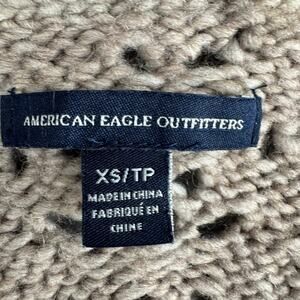 AMERICAN EAGLE OUTFITTERS
XS/TP
MADE IN CHINA
FABRIQUÉ EN
CHINE